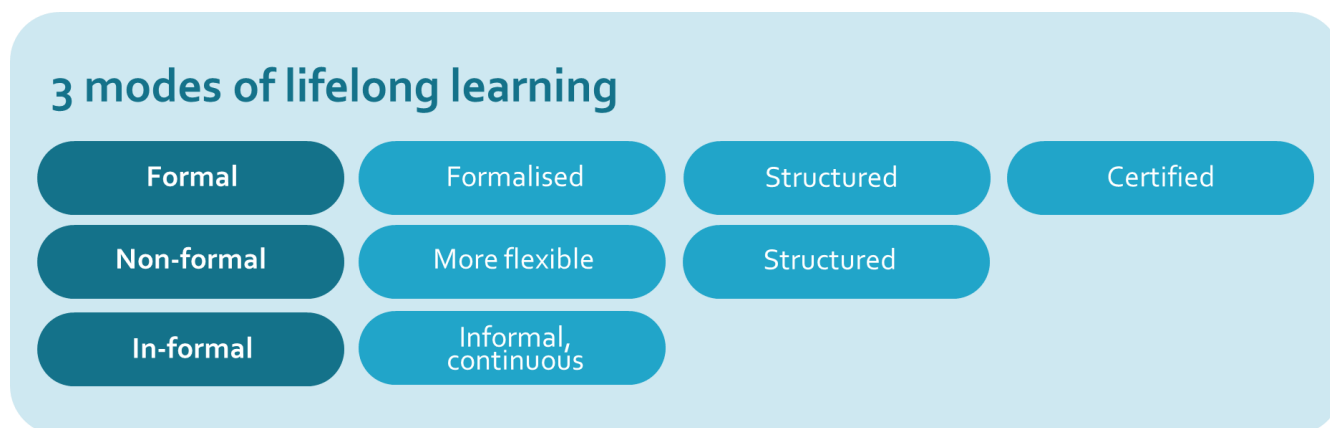 3 modes of lifelong learning
Formal
Formalised
Structured
Certified
Non-formal
More flexible
Structured
In-formal
Informal,
continuous